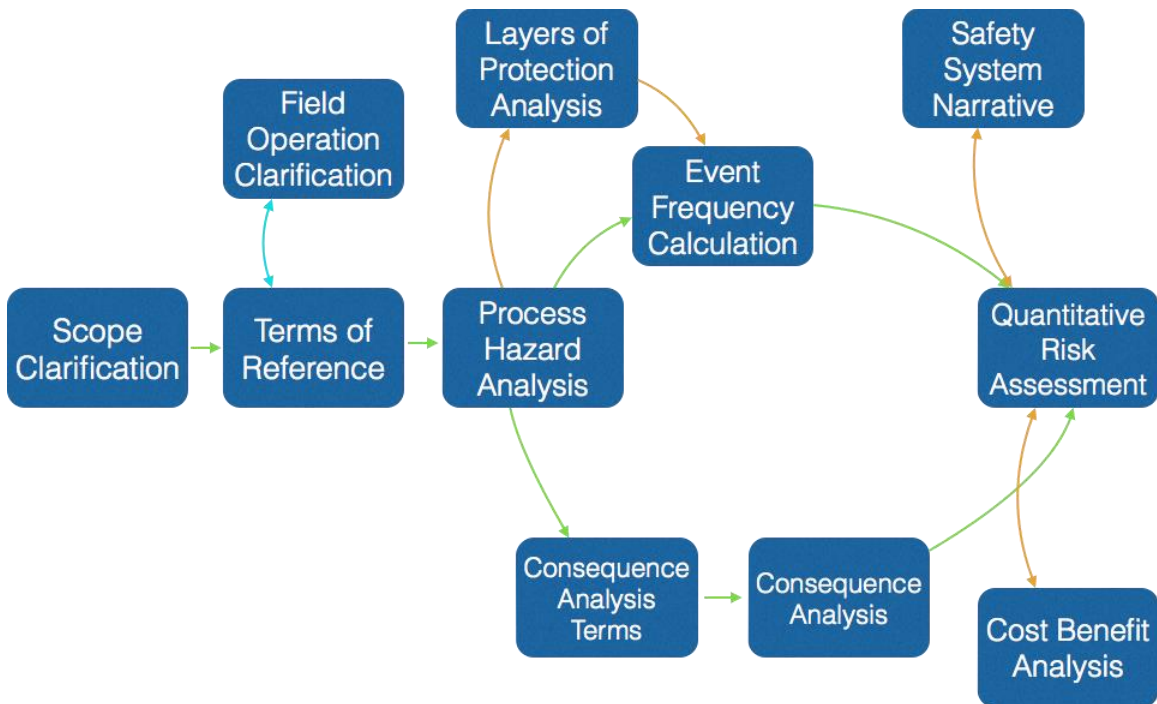 Layers of
Protection
Analysis
Safety
System
Narrative
Field
Operation
Clarification
Event
Frequency
Calculation
Scope
Clarification
Terms of
Reference
Process
Hazard
Analysis
Quantitative
Risk
Assessment
Consequence
Analysis
Terms
Consequence
Analysis
Cost Benefit
Analysis